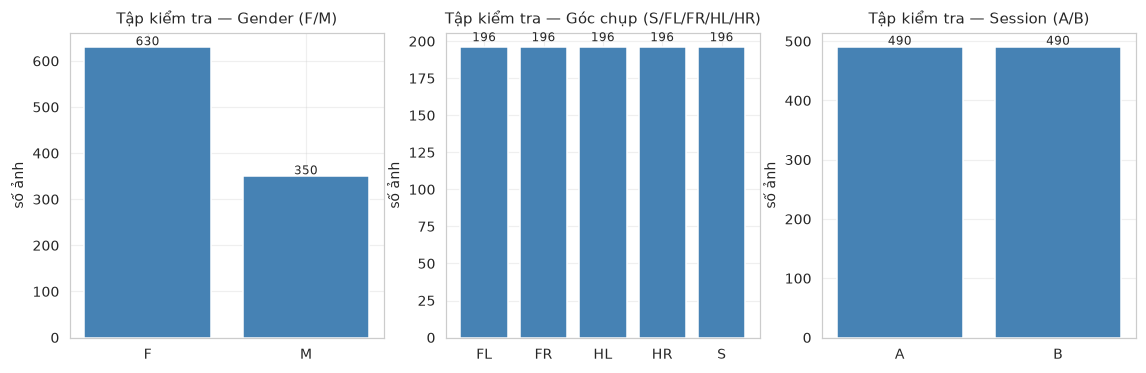 Tập kiểm tra — Gender (F/M)
630
350
600
500
400
300
200
100
0
số ảnh
F M
Tập kiểm tra — Góc chụp (S/FL/FR/HL/HR)
196 196 196 196 196
200
175
150
125
100
75
50
25
0
số ảnh
FL FR HL HR S
Tập kiểm tra — Session (A/B)
490 490
500
400
300
200
100
0
số ảnh
A B